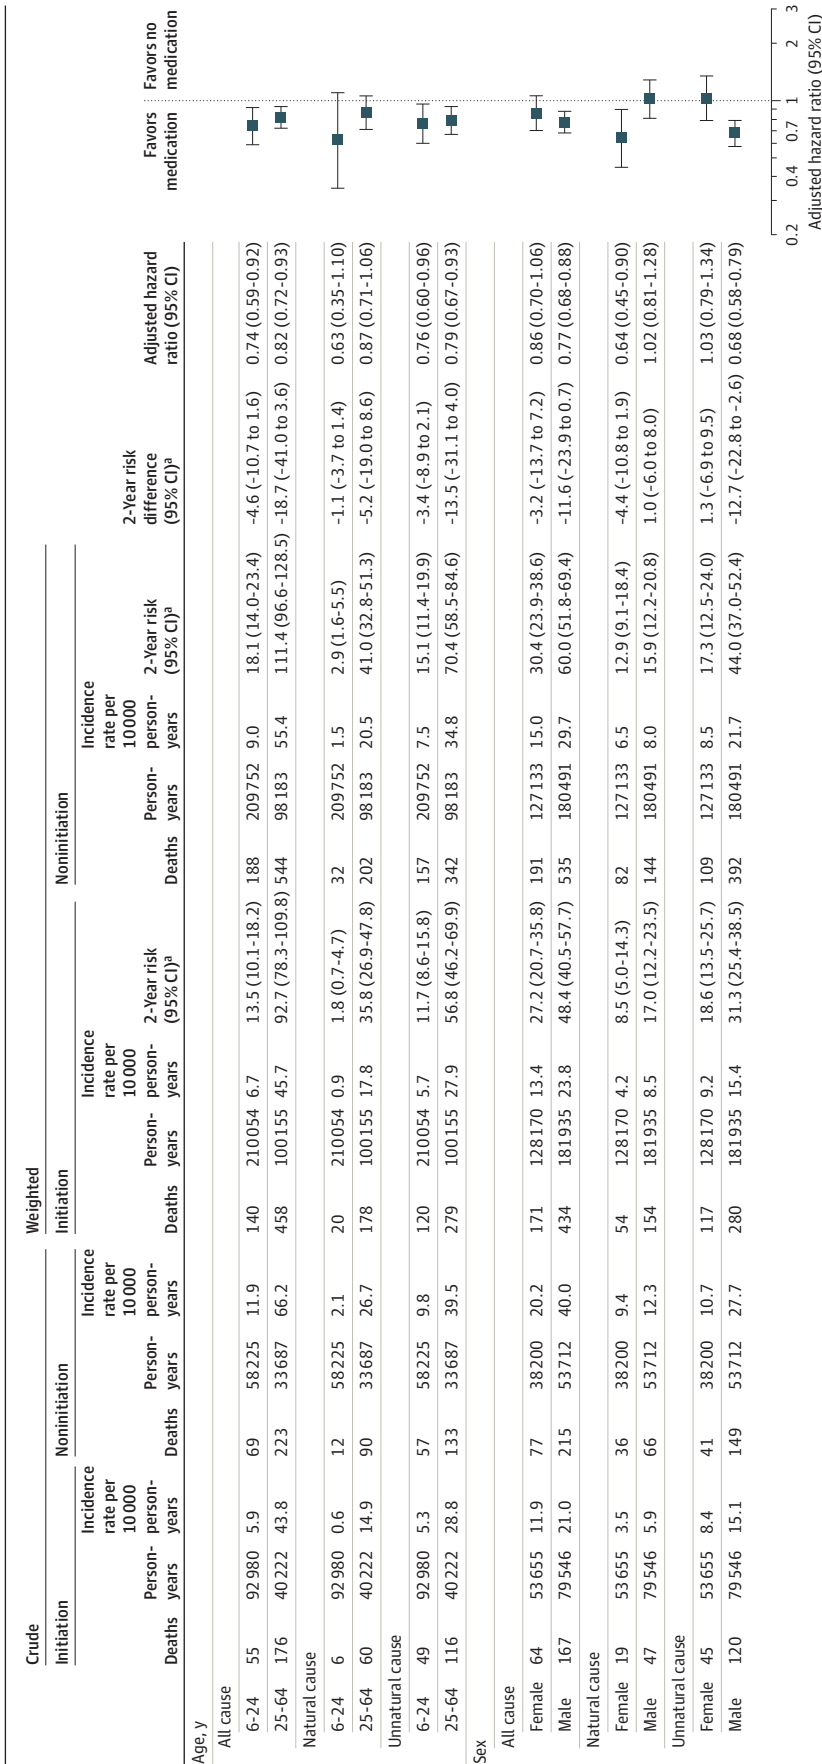 Crude Weighted
Initiation Noninitiation Initiation Noninitiation
Deaths Person-years Incidence rate per 10 000 person-years Deaths Person-years Incidence rate per 10 000 person-years Deaths Person-years Incidence rate per 10 000 person-years 2-Year risk (95% CI)a Deaths Person-years Incidence rate per 10 000 person-years 2-Year risk (95% CI)a 2-Year risk difference (95% CI)a Adjusted hazard ratio (95% CI) Favors medication Favors no medication
Age, y
All cause
6-24 55 92 980 5.9 69 58 225 11.9 140 210 054 6.7 13.5 (10.1-18.2) 188 209 752 9.0 18.1 (14.0-23.4) -4.6 (-10.7 to 1.6) 0.74 (0.59-0.92)
25-64 176 40 222 43.8 223 33 687 66.2 458 100 155 45.7 92.7 (78.3-109.8) 544 98 183 55.4 111.4 (96.6-128.5) -18.7 (-41.0 to 3.6) 0.82 (0.72-0.93)
Natural cause
6-24 6 92 980 0.6 12 58 225 2.1 20 210 054 0.9 1.8 (0.7-4.7) 32 209 752 1.5 2.9 (1.6-5.5) -1.1 (-3.7 to 1.4) 0.63 (0.35-1.10)
25-64 60 40 222 14.9 90 33 687 26.7 178 100 155 17.8 35.8 (26.9-47.8) 202 98 183 20.5 41.0 (32.8-51.3) -5.2 (-19.0 to 8.6) 0.87 (0.71-1.06)
Unnatural cause
6-24 49 92 980 5.3 57 58 225 9.8 120 210 054 5.7 11.7 (8.6-15.8) 157 209 752 7.5 15.1 (11.4-19.9) -3.4 (-8.9 to 2.1) 0.76 (0.60-0.96)
25-64 116 40 222 28.8 133 33 687 39.5 279 100 155 27.9 56.8 (46.2-69.9) 342 98 183 34.8 70.4 (58.5-84.6) -13.5 (-31.1 to 4.0) 0.79 (0.67-0.93)
Sex
All cause
Female 64 53 655 11.9 77 38 200 20.2 171 128 170 13.4 27.2 (20.7-35.8) 191 127 133 15.0 30.4 (23.9-38.6) -3.2 (-13.7 to 7.2) 0.86 (0.70-1.06)
Male 167 79 546 21.0 215 53 712 40.0 434 181 935 23.8 48.4 (40.5-57.7) 535 180 491 29.7 60.0 (51.8-69.4) -11.6 (-23.9 to 0.7) 0.77 (0.68-0.88)
Natural cause
Female 19 53 655 3.5 36 38 200 9.4 54 128 170 4.2 8.5 (5.0-14.3) 82 127 133 6.5 12.9 (9.1-18.4) -4.4 (-10.8 to 1.9) 0.64 (0.45-0.90)
Male 47 79 546 5.9 66 53 712 12.3 154 181 935 8.5 17.0 (12.2-23.5) 144 180 491 8.0 15.9 (12.2-20.8) 1.0 (-6.0 to 8.0) 1.02 (0.81-1.28)
Unnatural cause
Female 45 53 655 8.4 41 38 200 10.7 117 128 170 9.2 18.6 (13.5-25.7) 109 127 133 8.5 17.3 (12.5-24.0) 1.3 (-6.9 to 9.5) 1.03 (0.79-1.34)
Male 120 79 546 15.1 149 53 712 27.7 280 181 935 15.4 31.3 (25.4-38.5) 392 180 491 21.7 44.0 (37.0-52.4) -12.7 (-22.8 to -2.6) 0.68 (0.58-0.79)
0.2 0.4 0.7 1 2 3
Adjusted hazard ratio (95% CI)